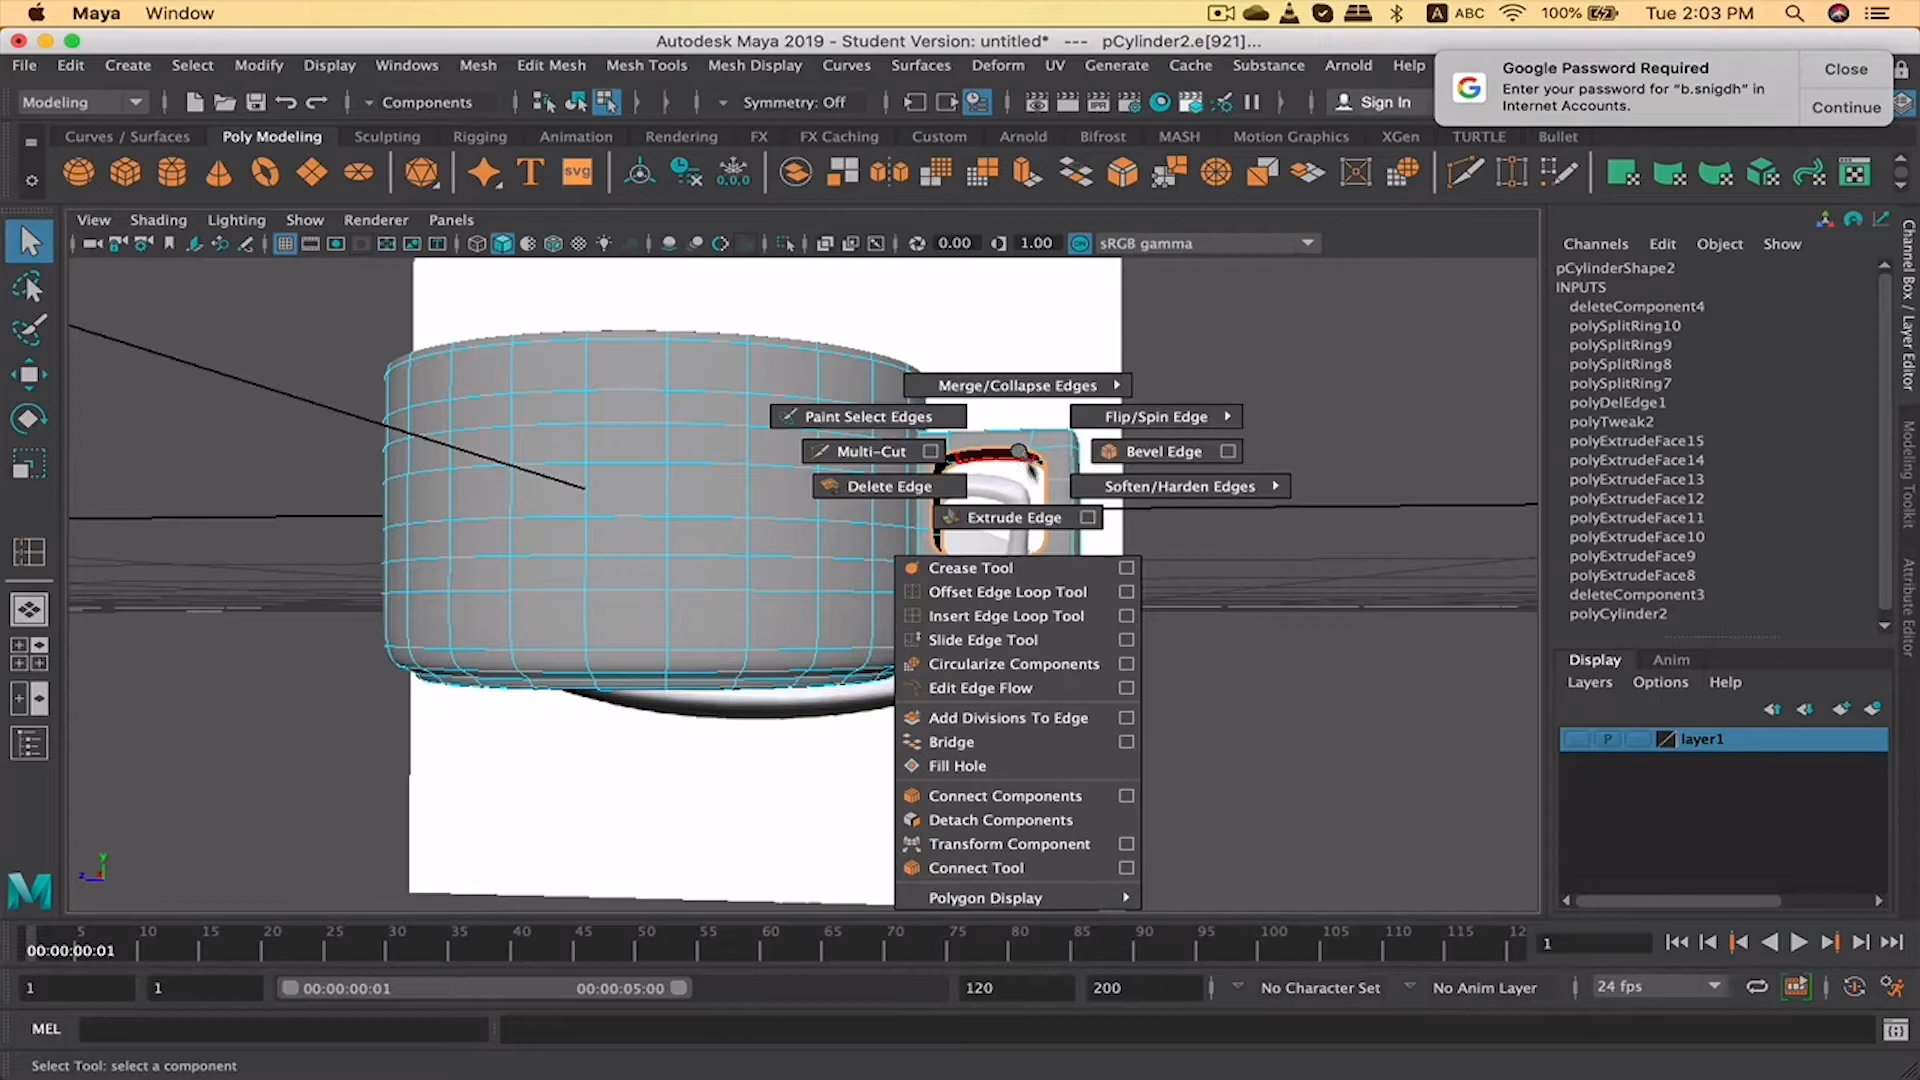 Maya Window
ABC 100% Tue 2:03 PM
Autodesk Maya 2019 - Student Version: untitled* --- pCylinder2.e[921]...
File Edit Create Select Modify Display Windows Mesh Edit Mesh Mesh Tools Mesh Display Curves Surfaces Deform UV Generate Cache Substance Arnold Help
Google Password Required
Enter your password for "b.snigdh" in
Internet Accounts.
Close
Continue
Modeling Components Symmetry: Off IPR Sign In
Curves / Surfaces Poly Modeling Sculpting Rigging Animation Rendering FX FX Caching Custom Arnold Bifrost MASH Motion Graphics XGen TURTLE Bullet
T svg 0,0,0
View Shading Lighting Show Renderer Panels
0.00 1.00 ON sRGB gamma
Channels Edit Object Show
pCylinderShape2
INPUTS
deleteComponent4
polySplitRing10
polySplitRing9
polySplitRing8
polySplitRing7
polyDelEdge1
polyTweak2
polyExtrudeFace15
polyExtrudeFace14
polyExtrudeFace13
polyExtrudeFace12
polyExtrudeFace11
polyExtrudeFace10
polyExtrudeFace9
polyExtrudeFace8
deleteComponent3
polyCylinder2
Channel Box / Layer Editor
Modeling Toolkit
Attribute Editor
Merge/Collapse Edges
Paint Select Edges
Flip/Spin Edge
Multi-Cut
Bevel Edge
Delete Edge
Soften/Harden Edges
Extrude Edge
Crease Tool
Offset Edge Loop Tool
Insert Edge Loop Tool
Slide Edge Tool
Circularize Components
Edit Edge Flow
Add Divisions To Edge
Bridge
Fill Hole
Connect Components
Detach Components
Transform Component
Connect Tool
Polygon Display
Display Anim
Layers Options Help
P layer1
y
z
M
5 10 15 20 25 30 35 40 45 50 55 60 65 70 75 80 85 90 95 100 105 110 115 12
00:00:00:01
1
1 1 00:00:00:01 00:00:05:00 120 200 No Character Set No Anim Layer 24 fps
MEL
Select Tool: select a component